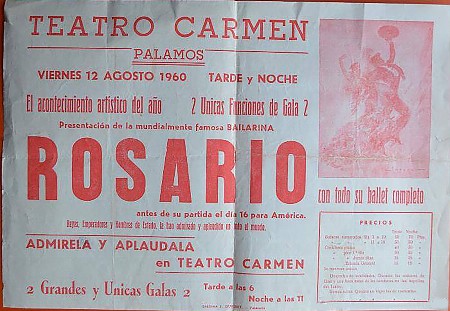 TEATRO CARMEN
PALAMOS
VIERNES 12 AGOSTO 1960 TARDE y NOCHE
El acontecimiento artístico del año 2 Unicas Funciones de Gala 2
Presentación de la mundialmente famosa BAILARINA
ROSARIO
con todo su ballet completo
antes de su partida el día 16 para América.
Reyes, Emperadores y Hombres de Estado, la han admirado y aplaudido en todo el mundo.
ADMIRELA Y APLAUDALA
en TEATRO CARMEN
2 Grandes y Unicas Galas 2 Tarde a las 6
Noche a las 11
PRECIOS
Tarde Noche